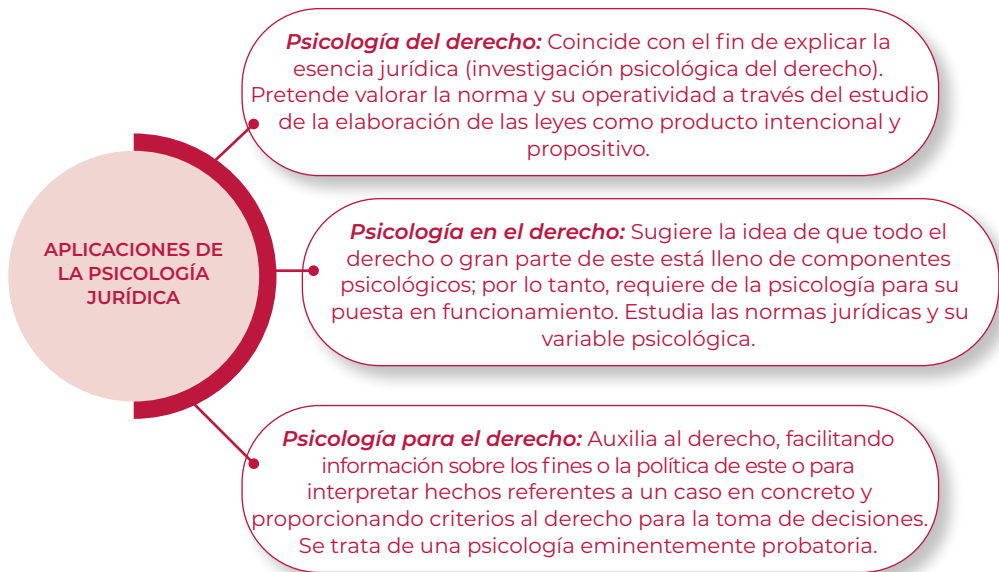 Psicología del derecho: Coincide con el fin de explicar la
esencia jurídica (investigación psicológica del derecho).
Pretende valorar la norma y su operatividad a través del estudio
de la elaboración de las leyes como producto intencional y
propositivo.
APLICACIONES DE
LA PSICOLOGÍA
JURÍDICA
Psicología en el derecho: Sugiere la idea de que todo el
derecho o gran parte de este está lleno de componentes
psicológicos; por lo tanto, requiere de la psicología para su
puesta en funcionamiento. Estudia las normas jurídicas y su
variable psicológica.
Psicología para el derecho: Auxilia al derecho, facilitando
información sobre los fines o la política de este o para
interpretar hechos referentes a un caso en concreto y
proporcionando criterios al derecho para la toma de decisiones.
Se trata de una psicología eminentemente probatoria.